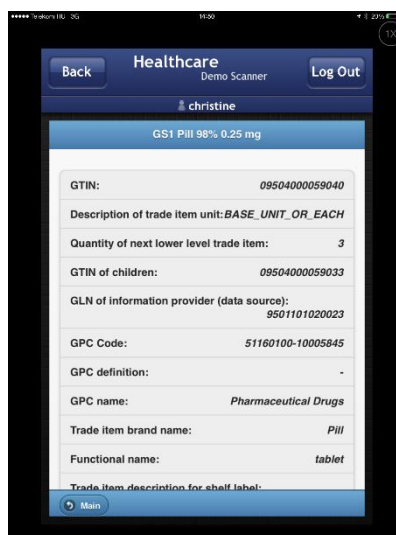 Telekom HU 3G 14:50
1X
Back Healthcare Log Out
Demo Scanner
christine
GS1 Pill 98% 0.25 mg
GTIN: 09504000059040
Description of trade item unit: BASE_UNIT_OR_EACH
Quantity of next lower level trade item: 3
GTIN of children: 09504000059033
GLN of information provider (data source):
9501101020023
GPC Code: 51160100-10005845
GPC definition: -
GPC name: Pharmaceutical Drugs
Trade item brand name: Pill
Functional name: tablet
Trade item description for shelf label:
Main